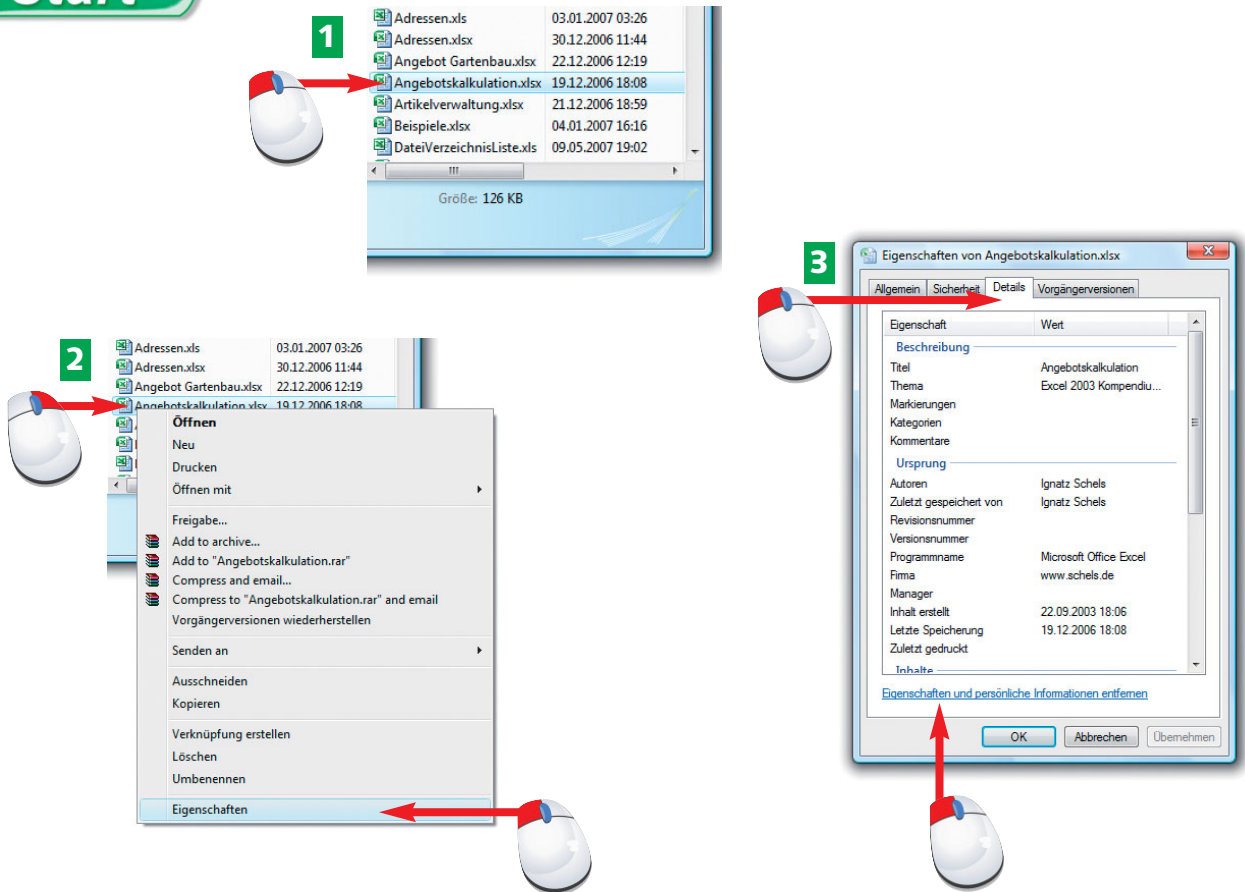 Start
1
Adressen.xls 03.01.2007 03:26
Adressen.xlsx 30.12.2006 11:44
Angebot Gartenbau.xlsx 22.12.2006 12:19
Angebotskalkulation.xlsx 19.12.2006 18:08
Artikelverwaltung.xlsx 21.12.2006 18:59
Beispiele.xlsx 04.01.2007 16:16
DateiVerzeichnisListe.xls 09.05.2007 19:02
Größe: 126 KB
2
Adressen.xls 03.01.2007 03:26
Adressen.xlsx 30.12.2006 11:44
Angebot Gartenbau.xlsx 22.12.2006 12:19
Angebotskalkulation.xlsx 19.12.2006 18:08
Öffnen
Neu
Drucken
Öffnen mit
Freigabe...
Add to archive...
Add to "Angebotskalkulation.rar"
Compress and email...
Compress to "Angebotskalkulation.rar" and email
Vorgängerversionen wiederherstellen
Senden an
Ausschneiden
Kopieren
Verknüpfung erstellen
Löschen
Umbenennen
Eigenschaften
3
Eigenschaften von Angebotskalkulation.xlsx
Allgemein Sicherheit Details Vorgängerversionen
Eigenschaft Wert
Beschreibung
Titel Angebotskalkulation
Thema Excel 2003 Kompendiu...
Markierungen
Kategorien
Kommentare
Ursprung
Autoren Ignatz Schels
Zuletzt gespeichert von Ignatz Schels
Revisionsnummer
Versionsnummer
Programmname Microsoft Office Excel
Firma www.schels.de
Manager
Inhalt erstellt 22.09.2003 18:06
Letzte Speicherung 19.12.2006 18:08
Zuletzt gedruckt
Inhalte
Eigenschaften und persönliche Informationen entfernen
OK Abbrechen Übernehmen